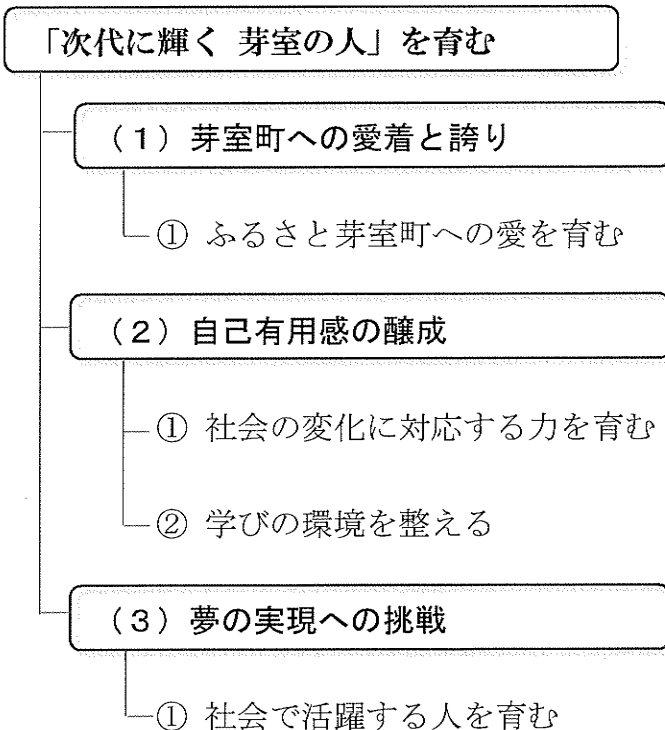 「次代に輝く 芽室の人」を育む
（1）芽室町への愛着と誇り
① ふるさと芽室町への愛を育む
（2）自己有用感の醸成
① 社会の変化に対応する力を育む
② 学びの環境を整える
（3）夢の実現への挑戦
① 社会で活躍する人を育む